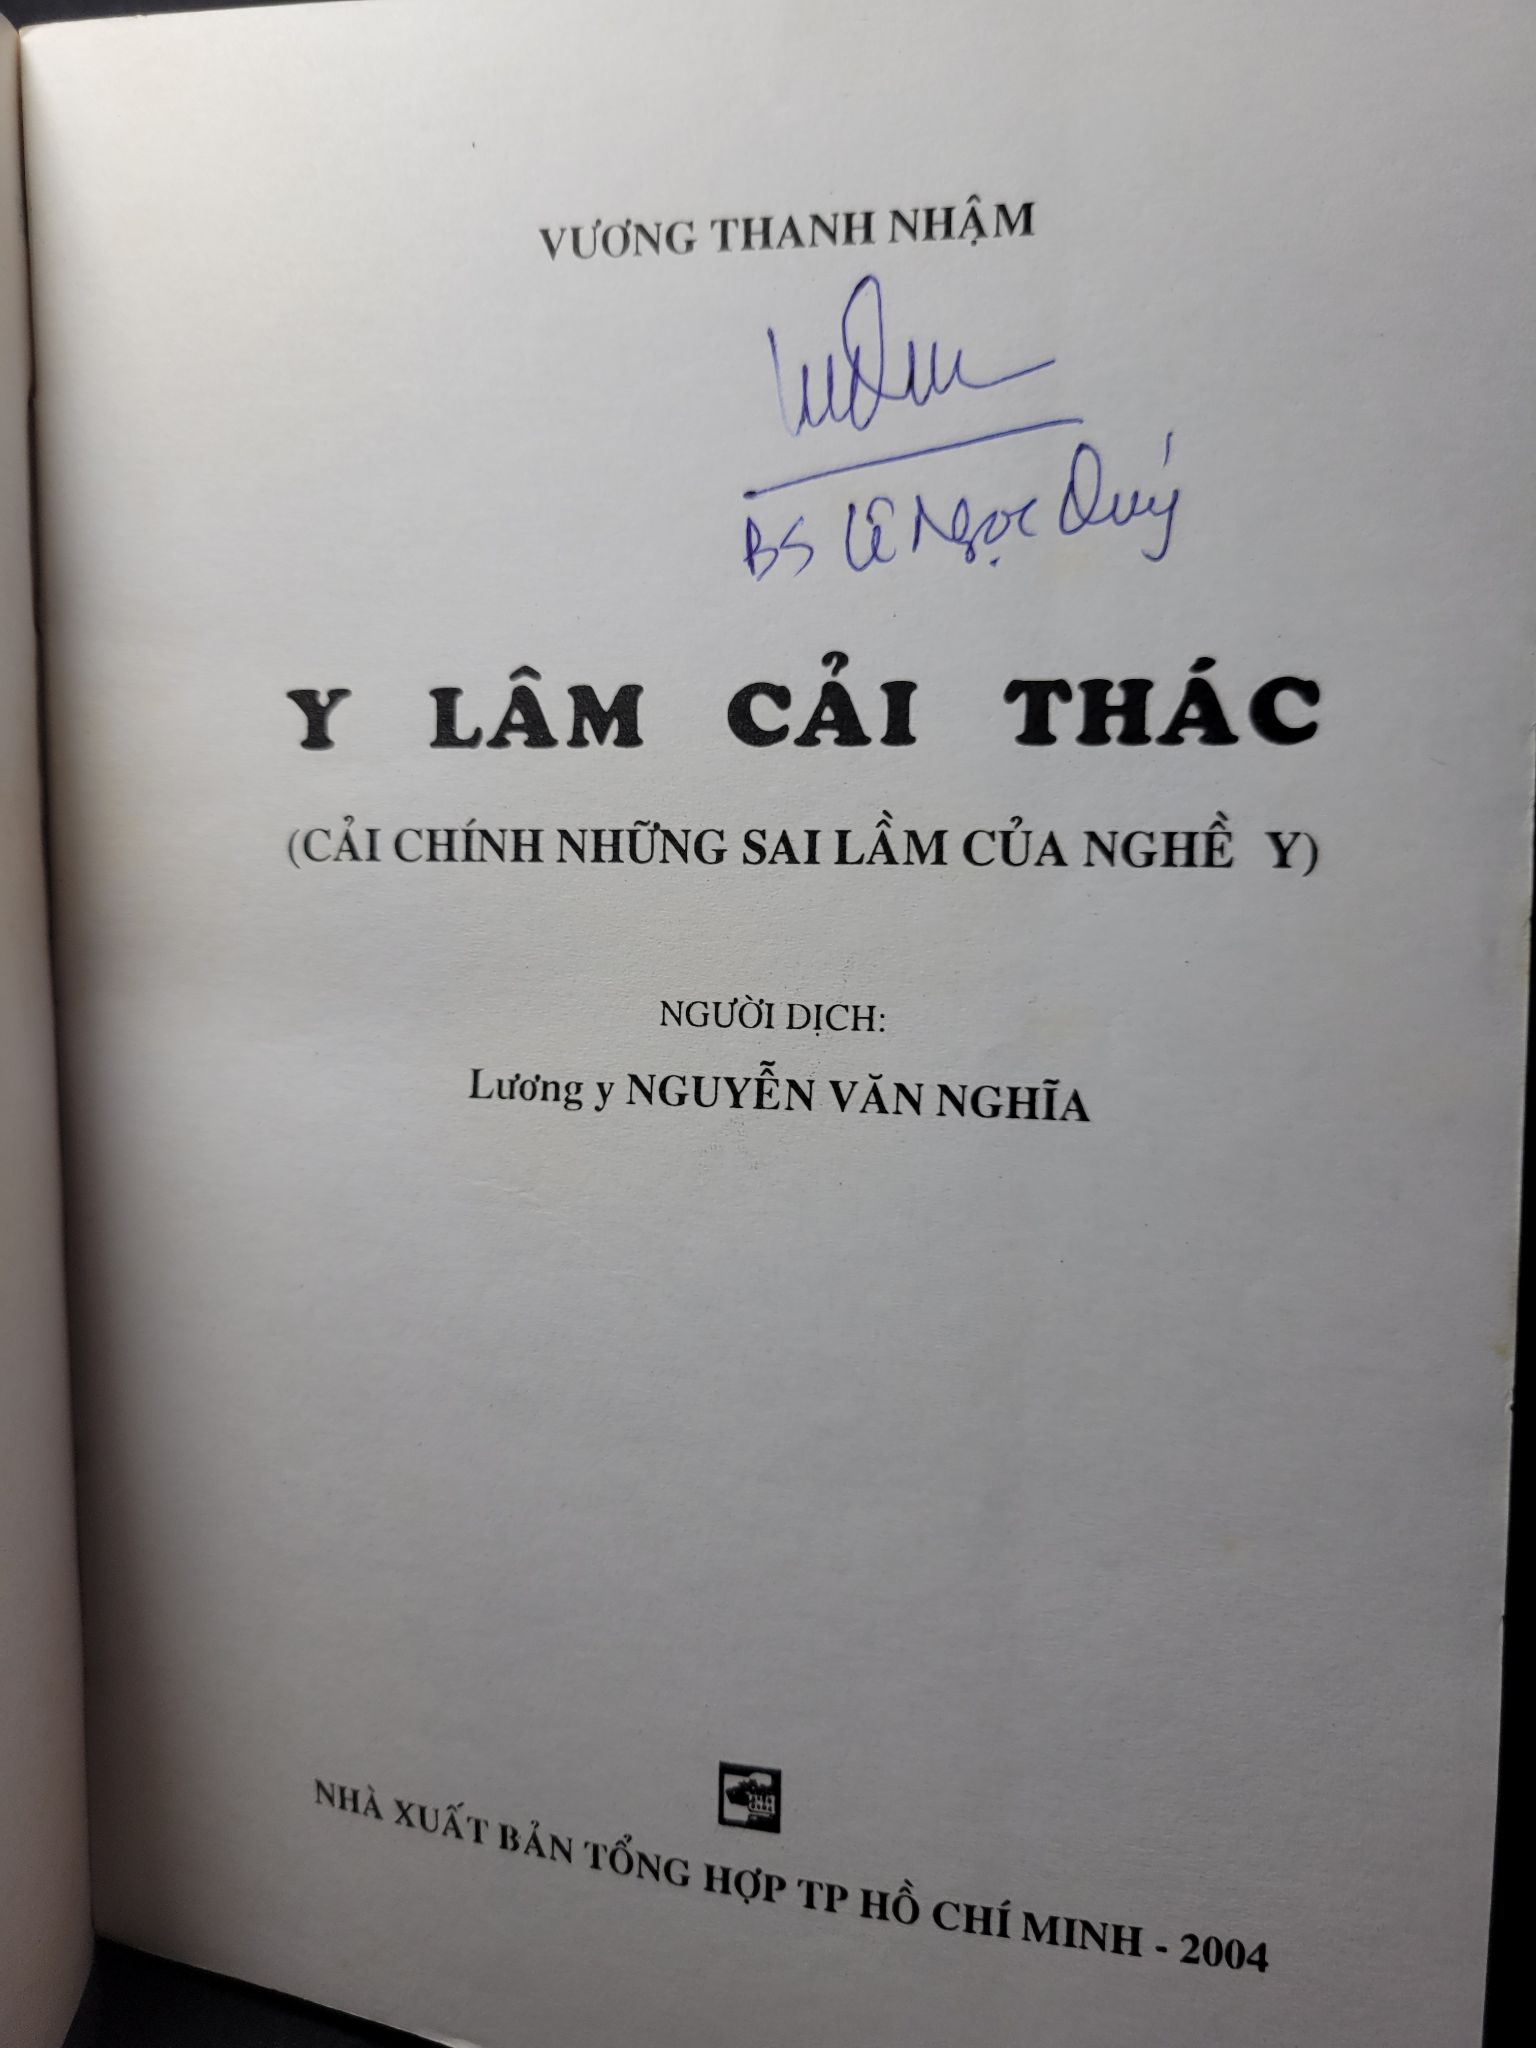 VƯƠNG THANH NHẬM
BS Lê Ngọc Quý
Y LÂM CẢI THÁC
(CẢI CHÍNH NHỮNG SAI LẦM CỦA NGHỀ Y)
NGƯỜI DỊCH:
Lương y NGUYỄN VĂN NGHĨA
NHÀ XUẤT BẢN TỔNG HỢP TP HỒ CHÍ MINH - 2004